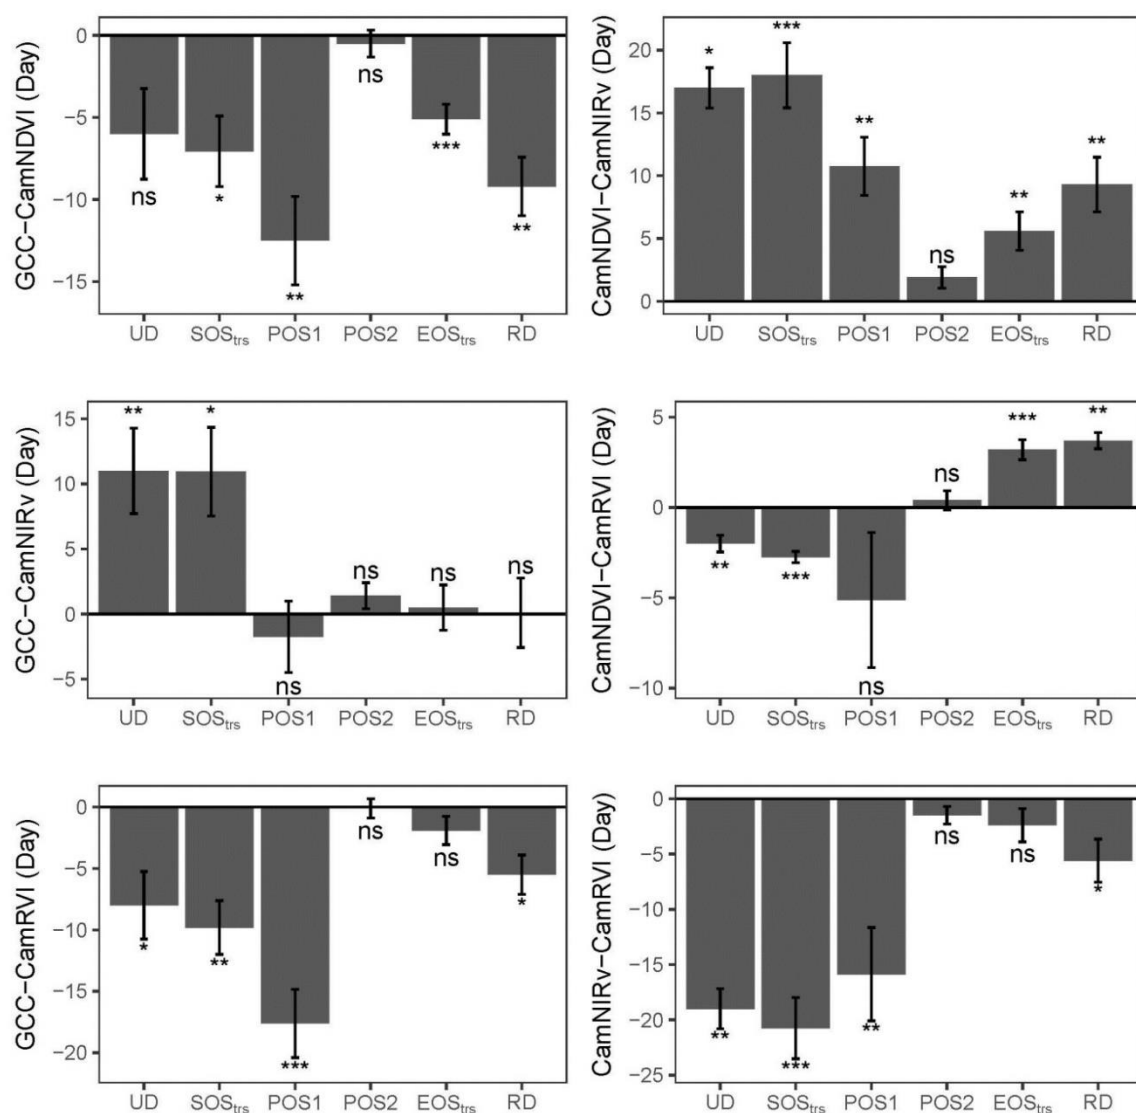 GCC−CamNDVI (Day)
0
−5
−10
−15
ns
*
**
ns
***
**
UD SOStrs POS1 POS2 EOStrs RD
CamNDVI−CamNIRv (Day)
20
15
10
5
0
*
***
**
ns
**
**
UD SOStrs POS1 POS2 EOStrs RD
GCC−CamNIRv (Day)
15
10
5
0
−5
**
*
ns
ns
ns
ns
UD SOStrs POS1 POS2 EOStrs RD
CamNDVI−CamRVI (Day)
5
0
−5
−10
**
***
ns
ns
***
**
UD SOStrs POS1 POS2 EOStrs RD
GCC−CamRVI (Day)
0
−5
−10
−15
−20
*
**
***
ns
ns
*
UD SOStrs POS1 POS2 EOStrs RD
CamNIRv−CamRVI (Day)
0
−5
−10
−15
−20
−25
**
***
**
ns
ns
*
UD SOStrs POS1 POS2 EOStrs RD